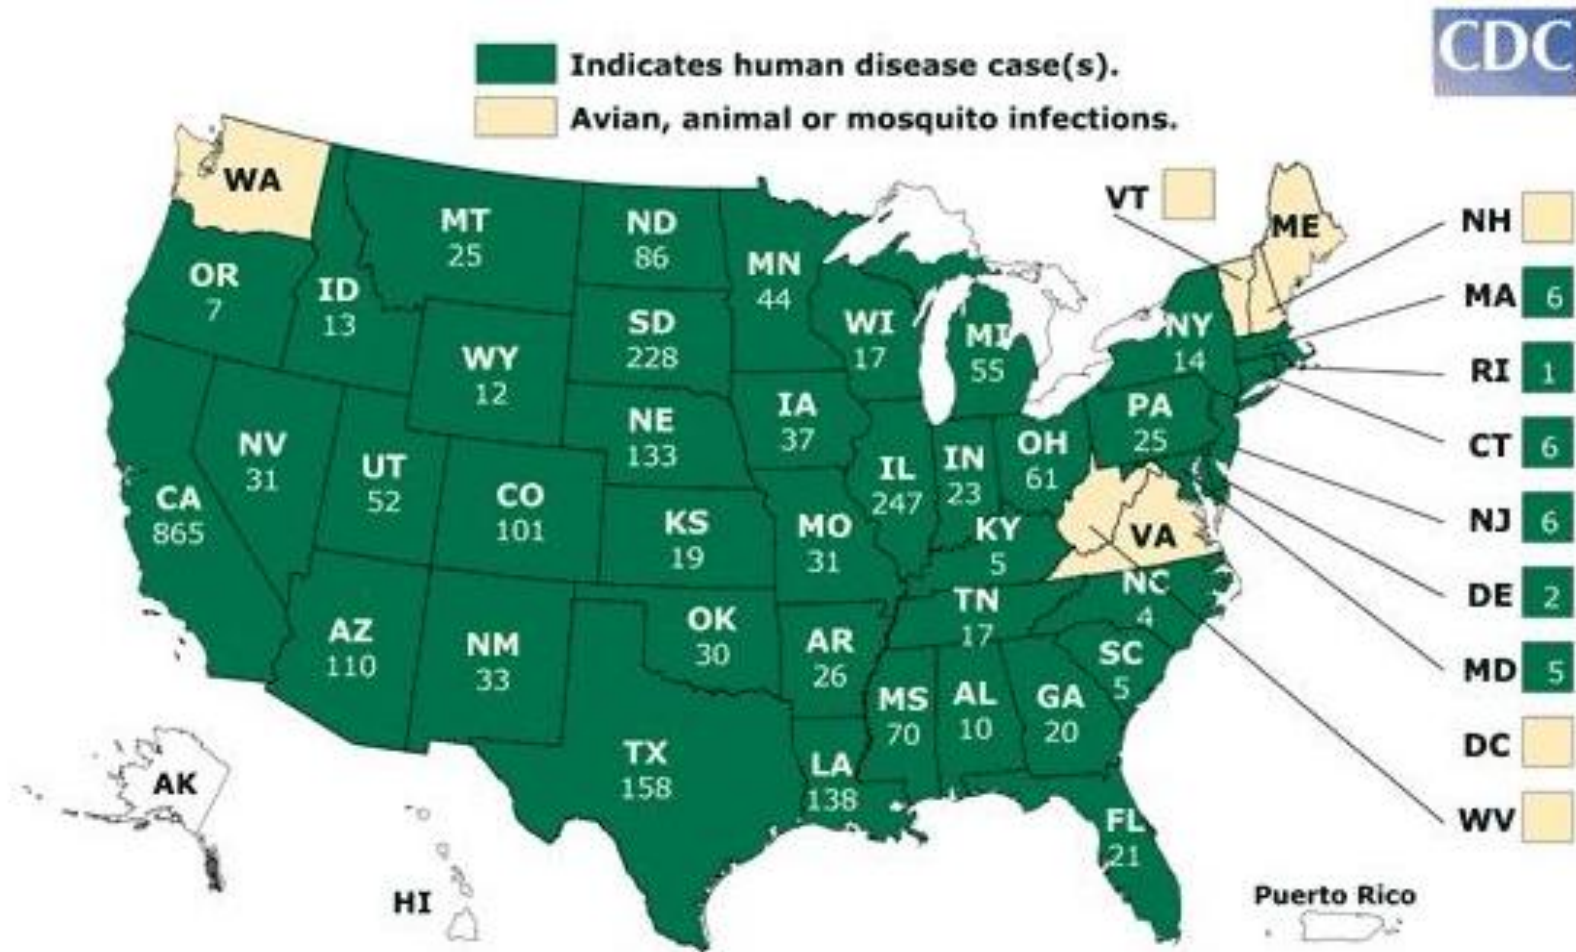 CDC
Indicates human disease case(s).
Avian, animal or mosquito infections.
WA
MT
25
ND
86
MN
44
VT
ME
NH
OR
7
ID
13
SD
228
WI
17
MI
55
NY
14
MA 6
WY
12
RI 1
IA
37
PA
25
NE
133
NV
31
UT
52
CO
101
IL
247
IN
23
OH
61
CT 6
CA
865
KS
19
MO
31
KY
5
VA
NJ 6
NC
4
DE 2
TN
17
AZ
110
NM
33
OK
30
AR
26
SC
5
MD 5
MS
70
AL
10
GA
20
DC
TX
158
LA
138
AK
FL
21
WV
HI
Puerto Rico